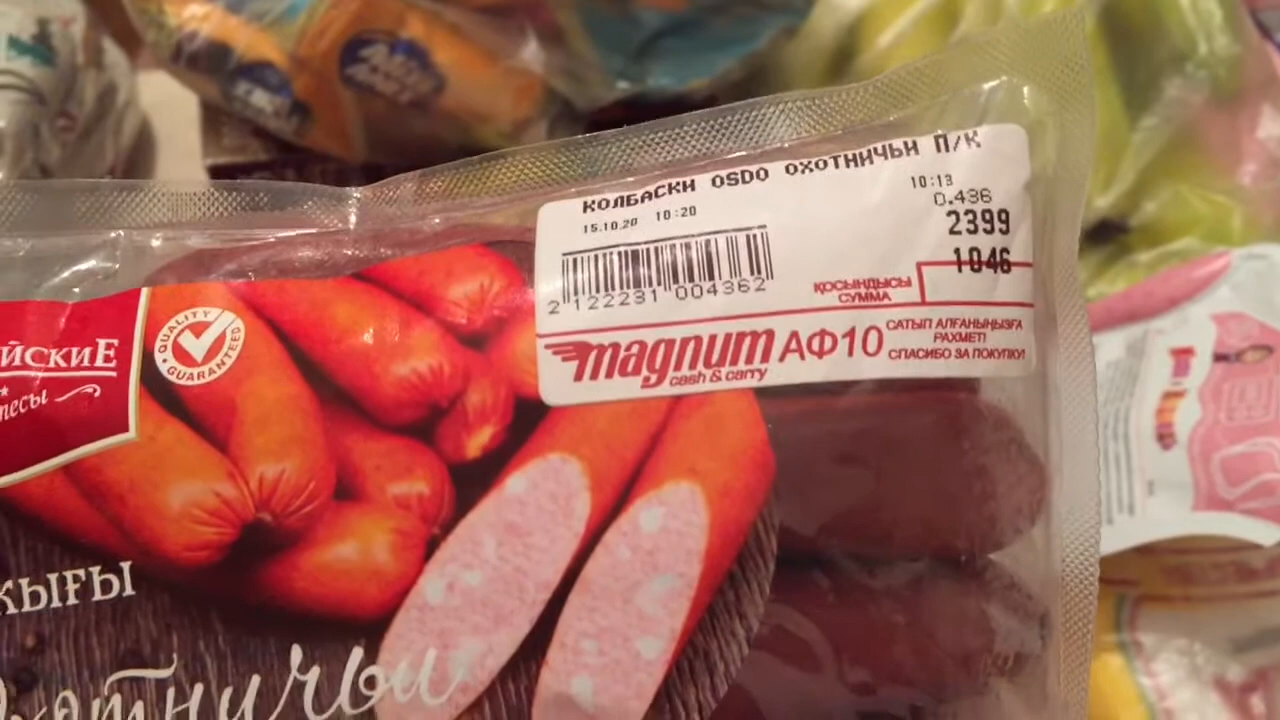 КОЛБАСКИ OSDO ОХОТНИЧЬИ П/К
15.10.20 10:20
10:13
0.436
2399
1046
2 122231 004362
ҚОСЫНДЫСЫ
СУММА
magnum
cash & carry
АФ10
САТЫП АЛҒАНЫҢЫЗҒА
РАХМЕТ!
СПАСИБО ЗА ПОКУПКУ!
QUALITY
GUARANTEED